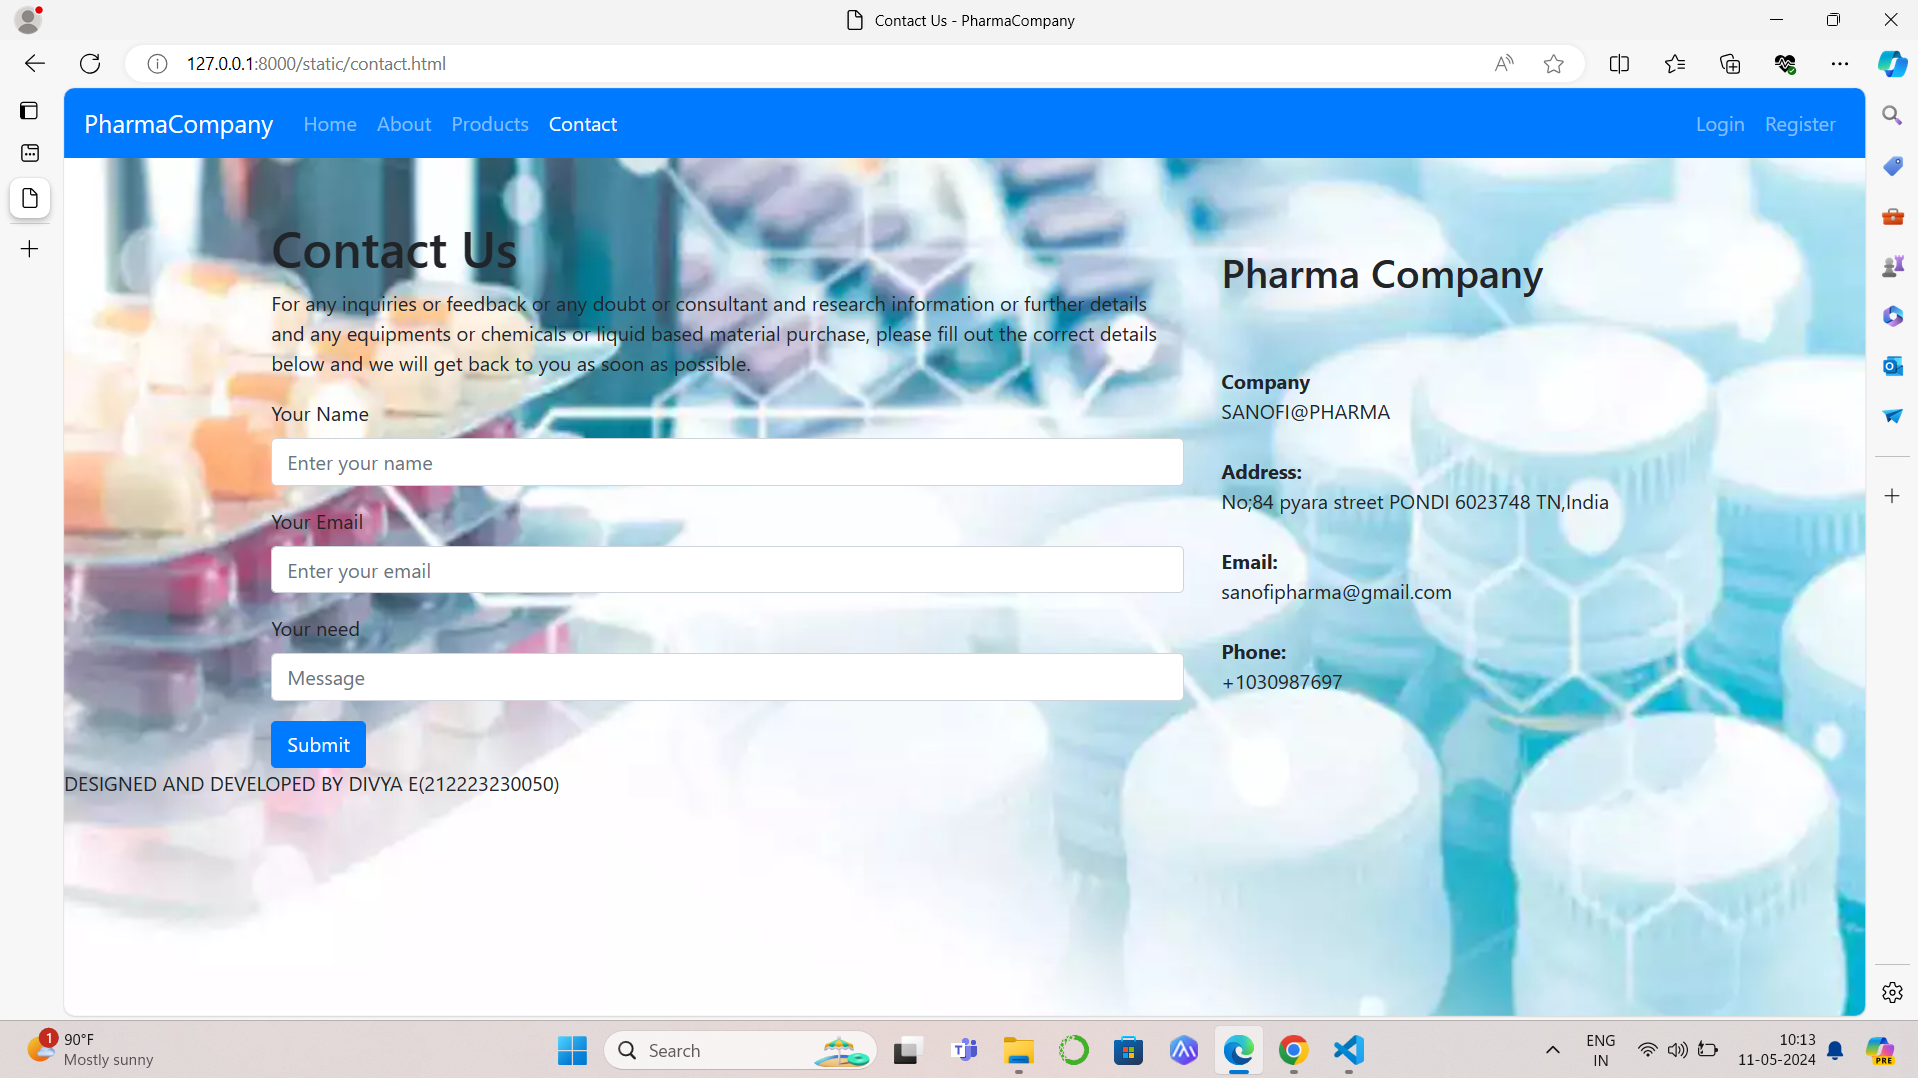 Contact Us - PharmaCompany
127.0.0.1:8000/static/contact.html
PharmaCompany Home About Products Contact Login Register
Contact Us
For any inquiries or feedback or any doubt or consultant and research information or further details
and any equipments or chemicals or liquid based material purchase, please fill out the correct details
below and we will get back to you as soon as possible.
Your Name
Enter your name
Your Email
Enter your email
Your need
Message
Submit
DESIGNED AND DEVELOPED BY DIVYA E(212223230050)
Pharma Company
Company
SANOFI@PHARMA
Address:
No;84 pyara street PONDI 6023748 TN,India
Email:
sanofipharma@gmail.com
Phone:
+1030987697
1
90°F
Mostly sunny
Search
ENG
IN
10:13
11-05-2024
PRE